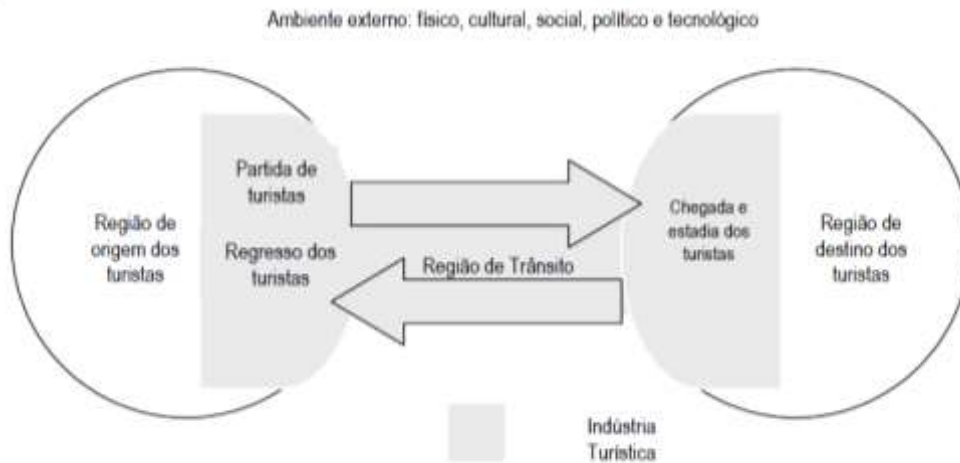 Ambiente externo: físico, cultural, social, político e tecnológico
Partida de
turistas
Região de
origem dos
turistas
Regresso dos
turistas
Região de Trânsito
Chegada e
estadia dos
turistas
Região de
destino dos
turistas
Indústria
Turística